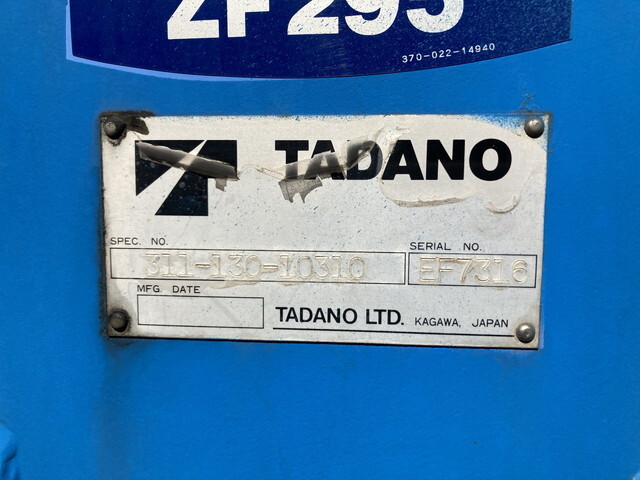 ZF295
370-022-14940
TADANO
SPEC. NO. SERIAL NO.
311-130-10310 EF7316
MFG. DATE
TADANO LTD. KAGAWA, JAPAN